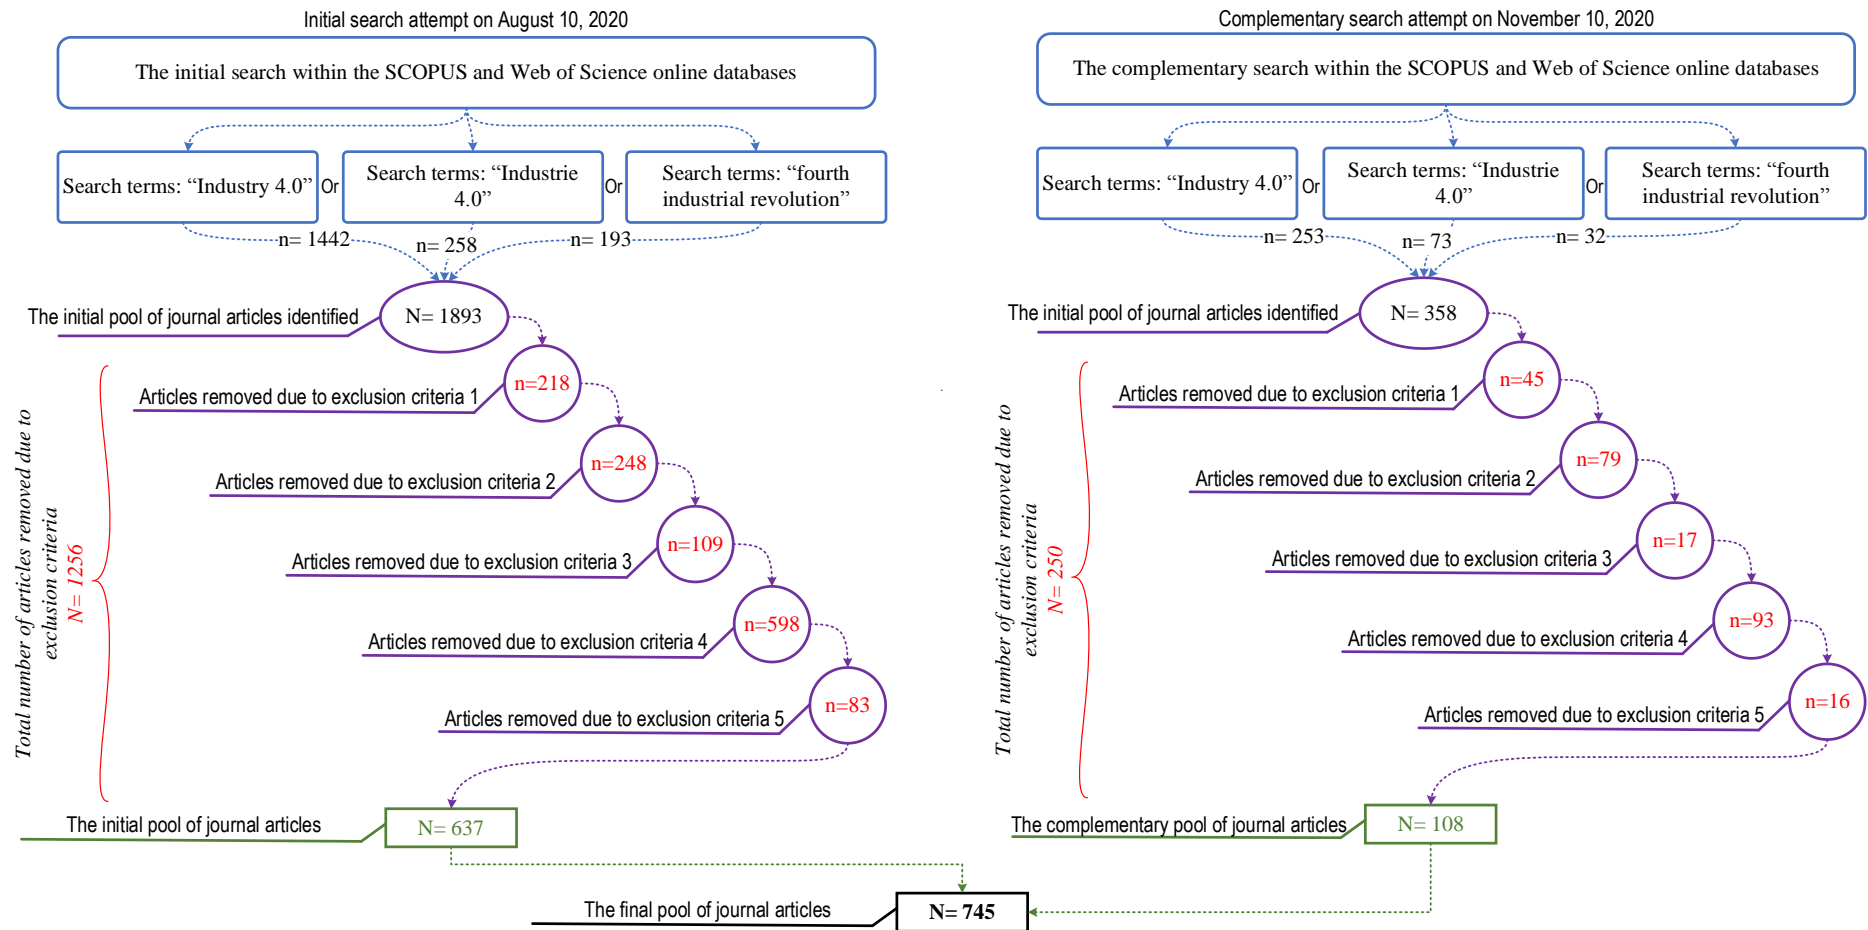 Initial search attempt on August 10, 2020
The initial search within the SCOPUS and Web of Science online databases
Search terms: “Industry 4.0”
Or
Search terms: “Industrie
4.0”
Or
Search terms: “fourth
industrial revolution”
n= 1442
n= 258
n= 193
The initial pool of journal articles identified
N= 1893
Articles removed due to exclusion criteria 1
n=218
Articles removed due to exclusion criteria 2
n=248
Articles removed due to exclusion criteria 3
n=109
Articles removed due to exclusion criteria 4
n=598
Articles removed due to exclusion criteria 5
n=83
Total number of articles removed due to
exclusion criteria
N= 1256
The initial pool of journal articles
N= 637
Complementary search attempt on November 10, 2020
The complementary search within the SCOPUS and Web of Science online databases
Search terms: “Industry 4.0”
Or
Search terms: “Industrie
4.0”
Or
Search terms: “fourth
industrial revolution”
n= 253
n= 73
n= 32
The initial pool of journal articles identified
N= 358
Articles removed due to exclusion criteria 1
n=45
Articles removed due to exclusion criteria 2
n=79
Articles removed due to exclusion criteria 3
n=17
Articles removed due to exclusion criteria 4
n=93
Articles removed due to exclusion criteria 5
n=16
Total number of articles removed due to
exclusion criteria
N= 250
The complementary pool of journal articles
N= 108
The final pool of journal articles
N= 745